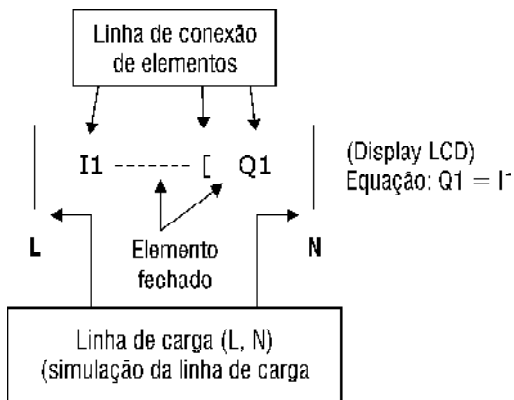 Linha de conexão
de elementos
I1 ------- [ Q1
(Display LCD)
Equação: Q1 = I1
L
Elemento
fechado
N
Linha de carga (L, N)
(simulação da linha de carga